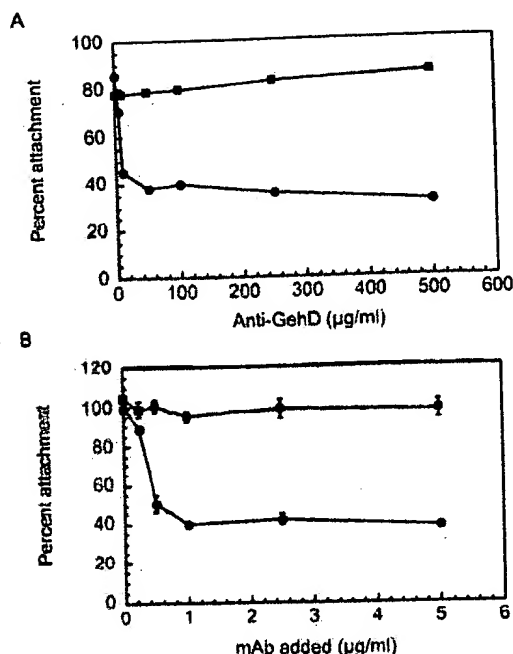 A
100
80
60
40
20
0
Percent attachment
0 100 200 300 400 500 600
Anti-GehD (µg/ml)
B
120
100
80
60
40
20
0
Percent attachment
0 1 2 3 4 5 6
mAb added (µg/ml)